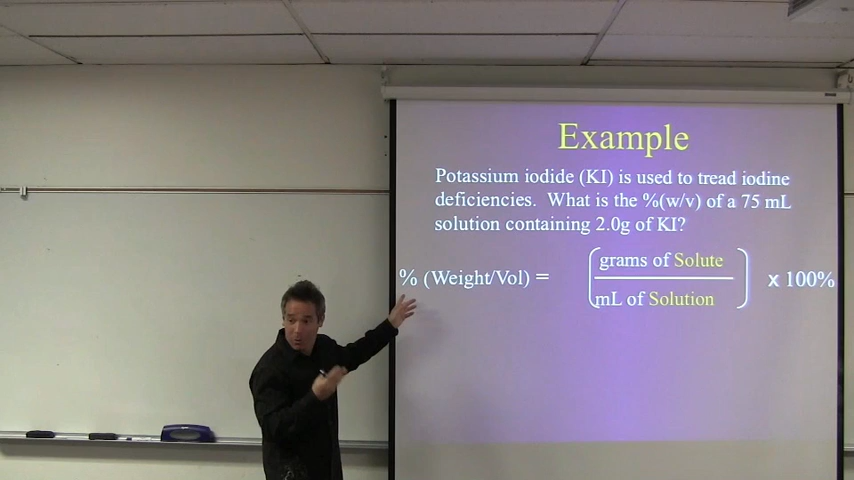 Example
Potassium iodide (KI) is used to tread iodine
deficiencies. What is the %(w/v) of a 75 mL
solution containing 2.0g of KI?
grams of Solute
% (Weight/Vol) = x 100%
mL of Solution